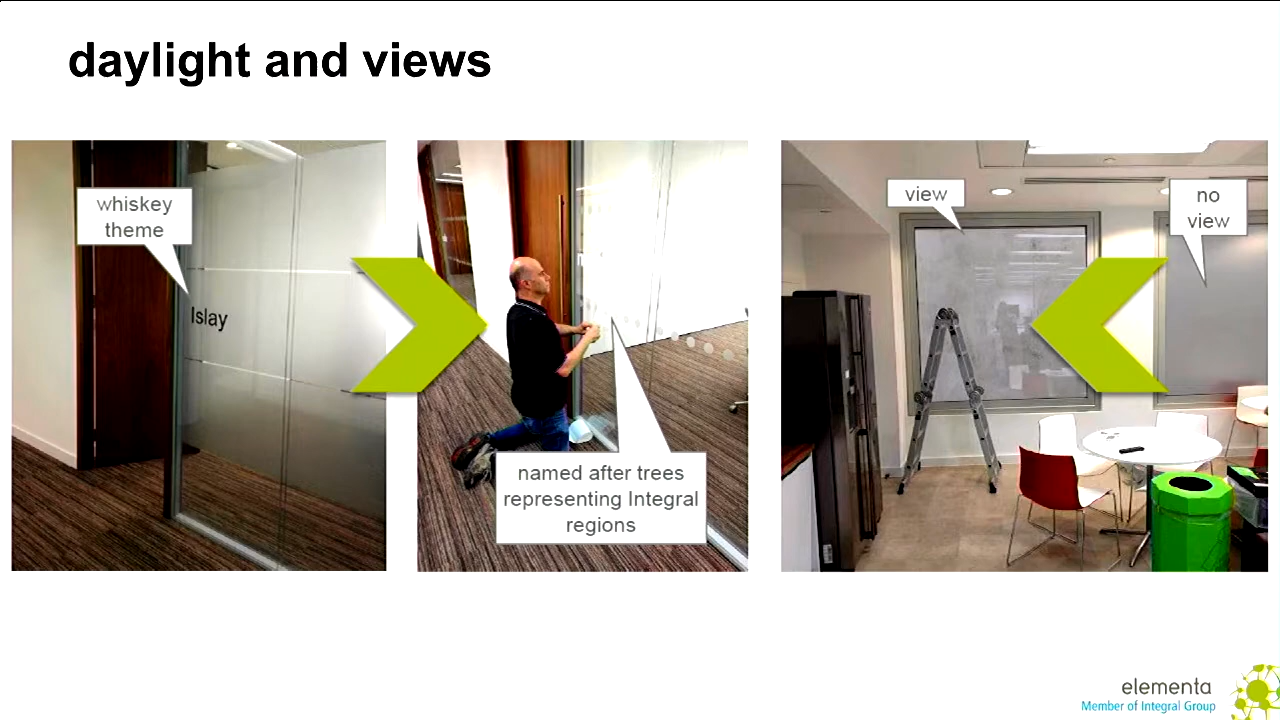 daylight and views
whiskey
theme
Islay
named after trees
representing Integral
regions
view
no
view
elementa
Member of Integral Group